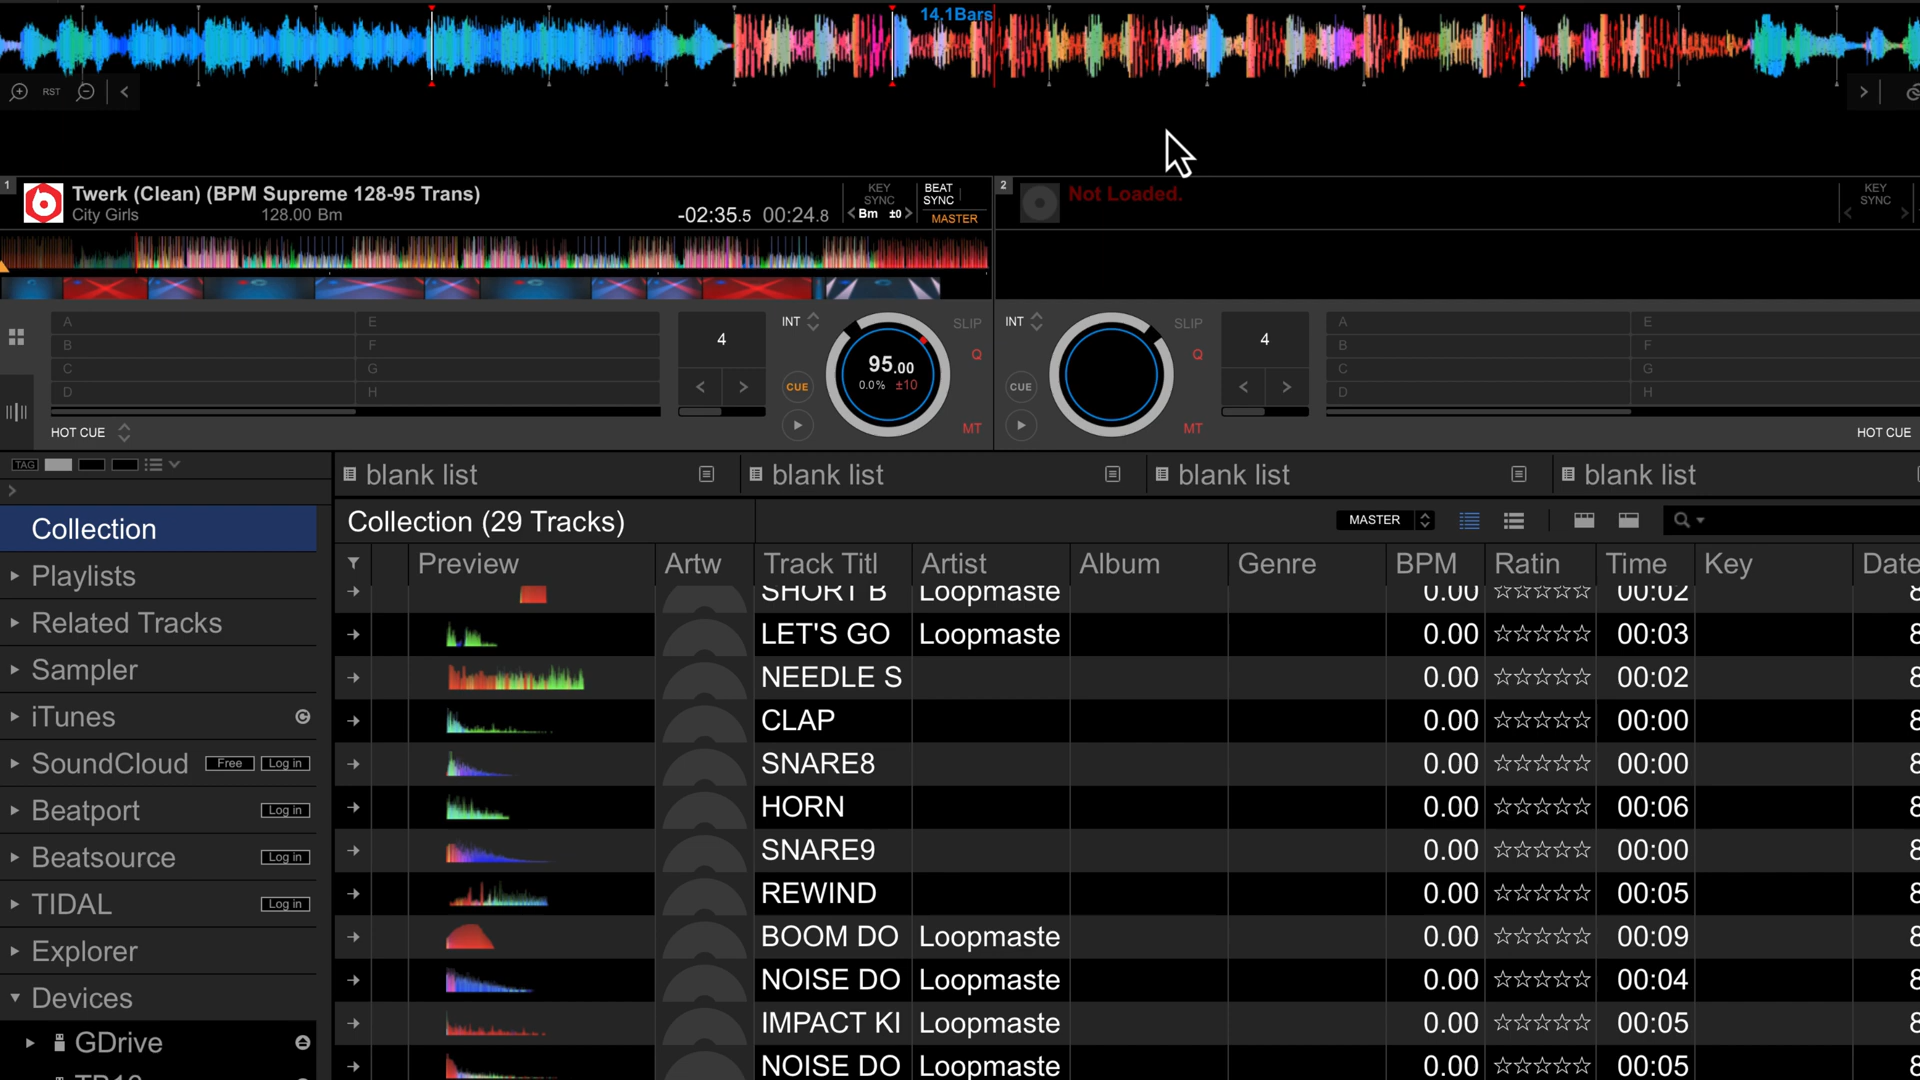 14.1Bars
RST
1
Twerk (Clean) (BPM Supreme 128-95 Trans)
City Girls
128.00 Bm
-02:35.5 00:24.8
KEY SYNC
Bm ±0
BEAT SYNC
MASTER
2
Not Loaded.
KEY SYNC
A E
B F
C G
D H
HOT CUE
4
INT
SLIP
Q
CUE
95.00
0.0% ±10
MT
INT
SLIP
Q
CUE
MT
4
A E
B F
C G
D H
HOT CUE
TAG
blank list
blank list
blank list
blank list
Collection
Playlists
Related Tracks
Sampler
iTunes
SoundCloud Free Log in
Beatport Log in
Beatsource Log in
TIDAL Log in
Explorer
Devices
GDrive
Collection (29 Tracks)
MASTER
Preview Artw Track Titl Artist Album Genre BPM Ratin Time Key Date
SHORT B Loopmaste 0.00 ☆☆☆☆☆ 00:02
LET'S GO Loopmaste 0.00 ☆☆☆☆☆ 00:03
NEEDLE S 0.00 ☆☆☆☆☆ 00:02
CLAP 0.00 ☆☆☆☆☆ 00:00
SNARE8 0.00 ☆☆☆☆☆ 00:00
HORN 0.00 ☆☆☆☆☆ 00:06
SNARE9 0.00 ☆☆☆☆☆ 00:00
REWIND 0.00 ☆☆☆☆☆ 00:05
BOOM DO Loopmaste 0.00 ☆☆☆☆☆ 00:09
NOISE DO Loopmaste 0.00 ☆☆☆☆☆ 00:04
IMPACT KI Loopmaste 0.00 ☆☆☆☆☆ 00:05
NOISE DO Loopmaste 0.00 ☆☆☆☆☆ 00:05